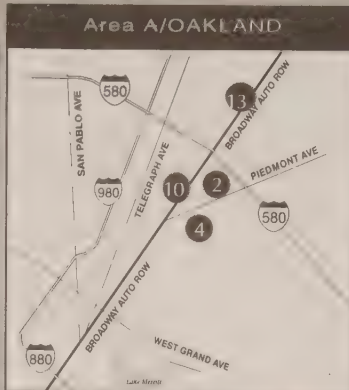 Area A/OAKLAND
580
SAN PABLO AVE
980
TELEGRAPH AVE
13
BROADWAY AUTO ROW
10
2
PIEDMONT AVE
4
580
BROADWAY AUTO ROW
WEST GRAND AVE
880
Lake Merritt